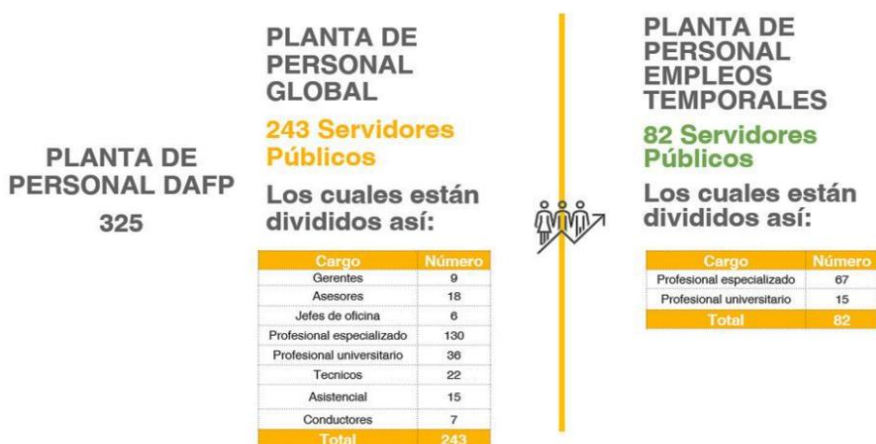 PLANTA DE
PERSONAL DAFP
325
PLANTA DE
PERSONAL
GLOBAL
243 Servidores
Públicos
Los cuales están
divididos así:
Cargo Número
Gerentes 9
Asesores 18
Jefes de oficina 6
Profesional especializado 130
Profesional universitario 36
Tecnicos 22
Asistencial 15
Conductores 7
Total 243
PLANTA DE
PERSONAL
EMPLEOS
TEMPORALES
82 Servidores
Públicos
Los cuales están
divididos así:
Cargo Número
Profesional especializado 67
Profesional universitario 15
Total 82